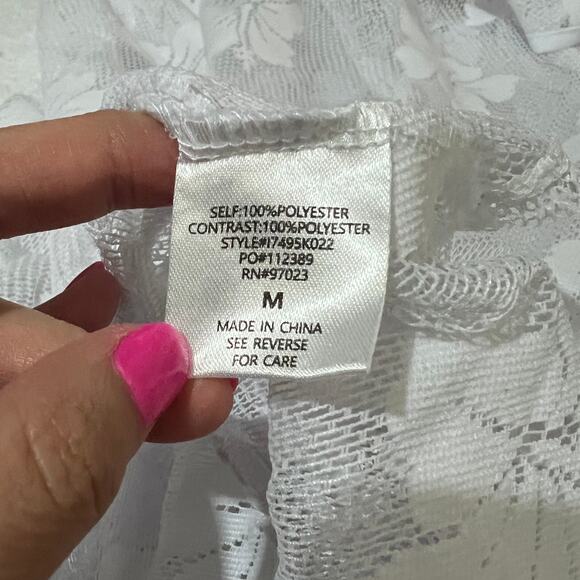 SELF:100%POLYESTER
CONTRAST:100%POLYESTER
STYLE#I7495K022
PO#112389
RN#97023
M
MADE IN CHINA
SEE REVERSE
FOR CARE